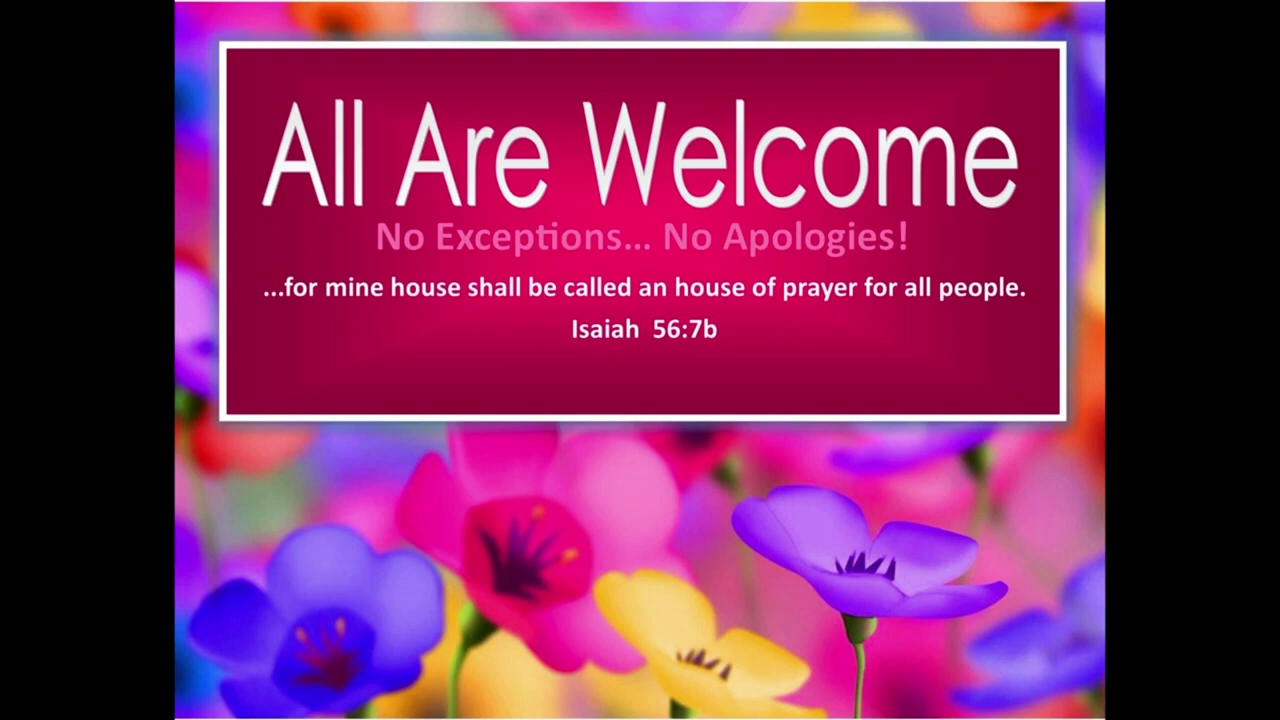 All Are Welcome
No Exceptions... No Apologies!
...for mine house shall be called an house of prayer for all people.
Isaiah 56:7b